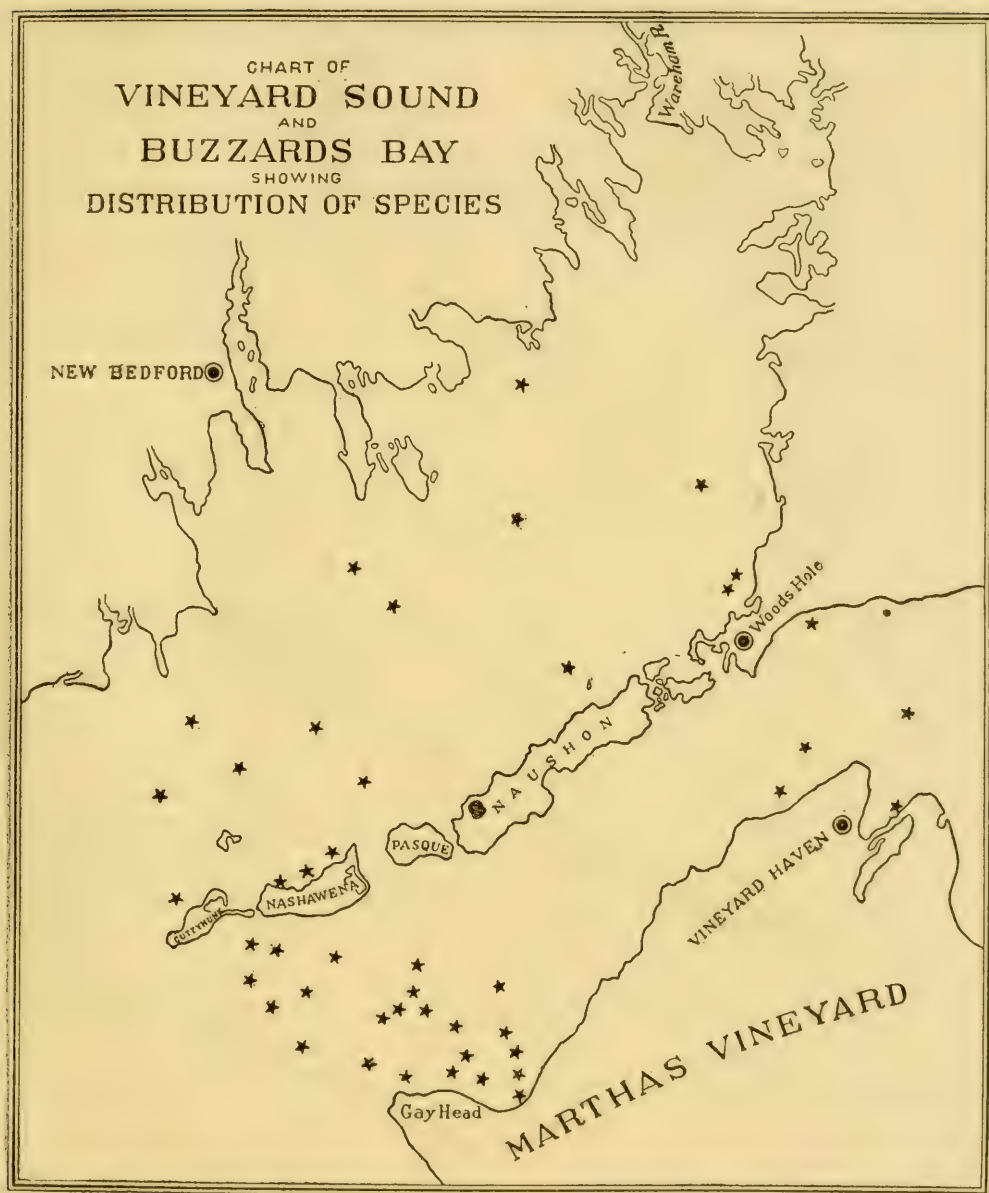 CHART OF
VINEYARD SOUND
AND
BUZZARDS BAY
SHOWING
DISTRIBUTION OF SPECIES
Wareham R.
NEW BEDFORD
Woods Hole
NAUSHON
PASQUE
NASHAWENA
CUTTYHUNK
VINEYARD HAVEN
MARTHAS VINEYARD
Gay Head